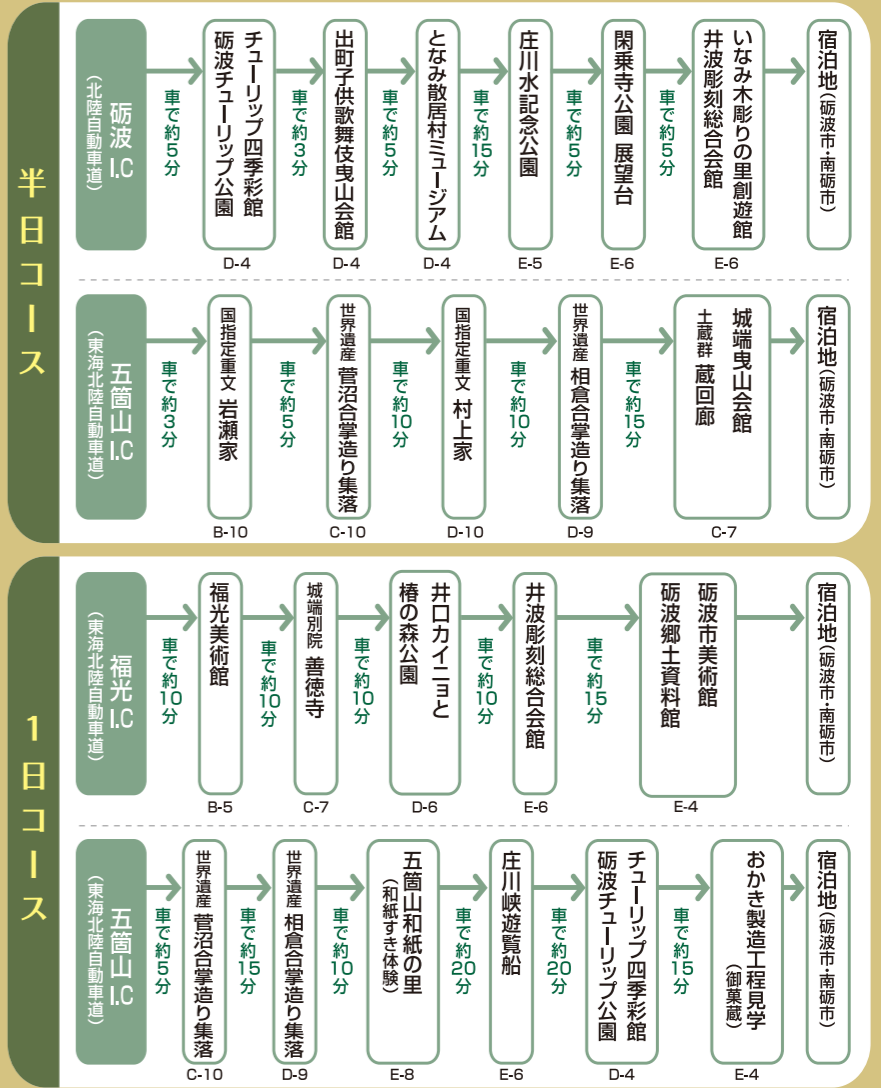 半日コース
砺波I.C
(北陸自動車道)
車で約5分
チューリップ四季彩館
砺波チューリップ公園
D-4
車で約3分
出町子供歌舞伎曳山会館
D-4
車で約5分
となみ散居村ミュージアム
D-4
車で約15分
庄川水記念公園
E-5
車で約5分
閑乗寺公園 展望台
E-6
車で約5分
いなみ木彫りの里創遊館
井波彫刻総合会館
E-6
宿泊地(砺波市・南砺市)
五箇山I.C
(東海北陸自動車道)
車で約3分
国指定重文 岩瀬家
B-10
車で約5分
世界遺産 菅沼合掌造り集落
C-10
車で約10分
国指定重文 村上家
D-10
車で約10分
世界遺産 相倉合掌造り集落
D-9
車で約15分
城端曳山会館
土蔵群 蔵回廊
C-7
宿泊地(砺波市・南砺市)
1日コース
福光I.C
(東海北陸自動車道)
車で約10分
福光美術館
B-5
車で約10分
城端別院 善徳寺
C-7
車で約10分
井口カイニョと
椿の森公園
D-6
車で約10分
井波彫刻総合会館
E-6
車で約15分
砺波市美術館
砺波郷土資料館
E-4
宿泊地(砺波市・南砺市)
五箇山I.C
(東海北陸自動車道)
車で約5分
世界遺産 菅沼合掌造り集落
C-10
車で約15分
世界遺産 相倉合掌造り集落
D-9
車で約10分
五箇山和紙の里
(和紙すき体験)
E-8
車で約20分
庄川峡遊覧船
E-6
車で約20分
チューリップ四季彩館
砺波チューリップ公園
D-4
車で約15分
おかき製造工程見学
(御菓蔵)
E-4
宿泊地(砺波市・南砺市)